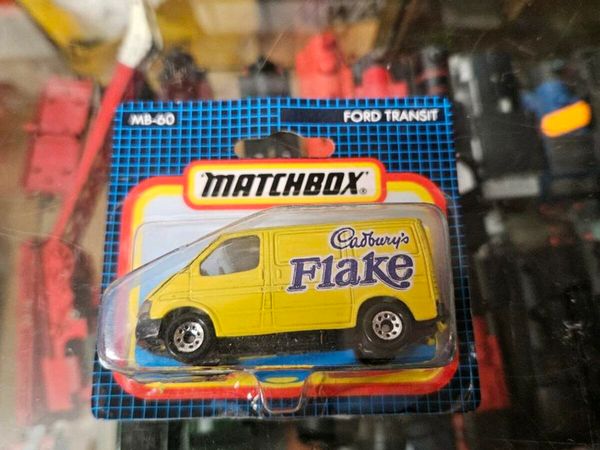 MB-60
FORD TRANSIT
MATCHBOX®
Cadbury's
Flake